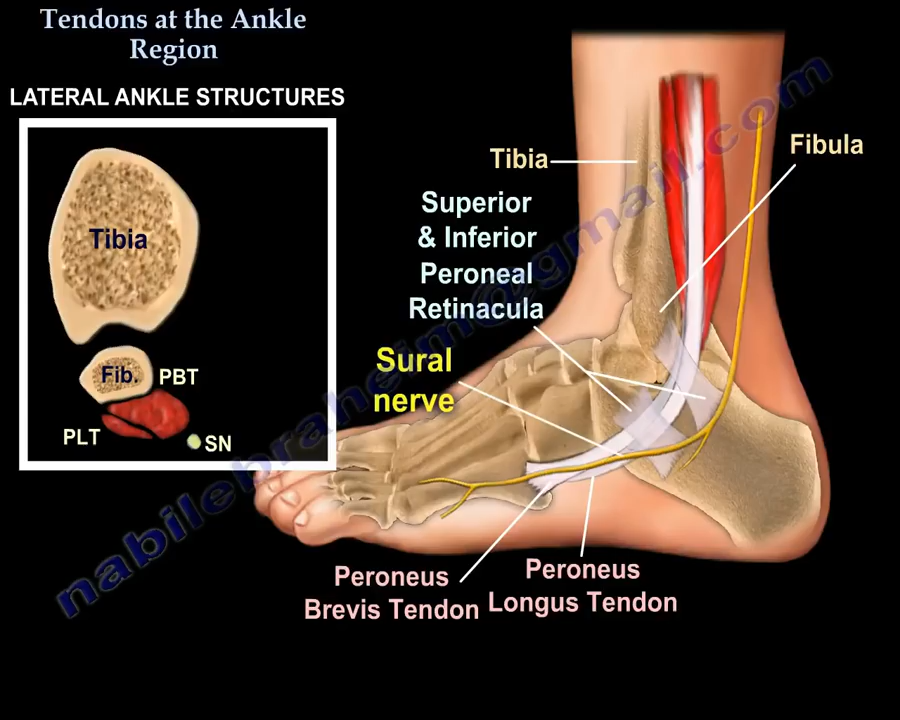 Tendons at the Ankle
Region
LATERAL ANKLE STRUCTURES
Tibia
Fib.
PBT
PLT
SN
Tibia
Fibula
Superior
& Inferior
Peroneal
Retinacula
Sural
nerve
Peroneus
Brevis Tendon
Peroneus
Longus Tendon
nabilebraheim@gmail.com